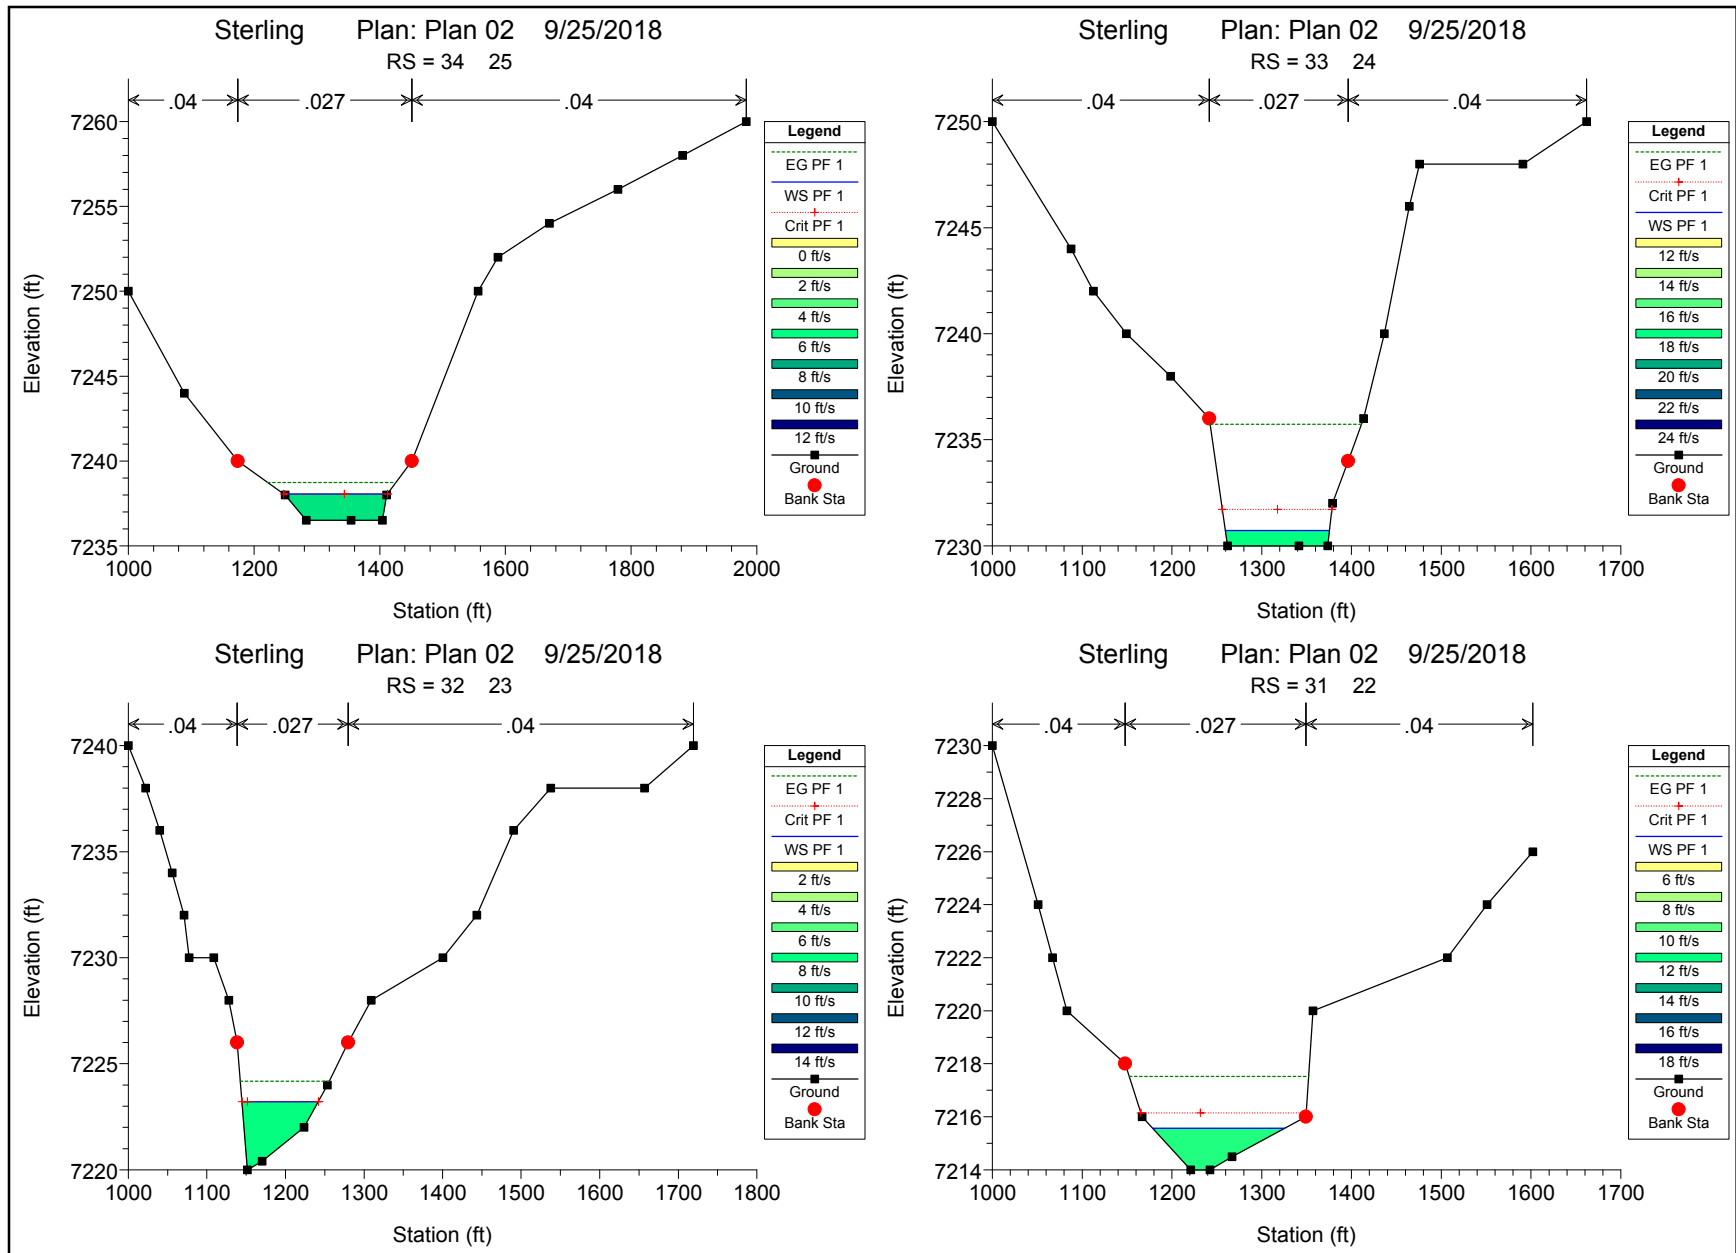 Sterling Plan: Plan 02 9/25/2018
RS = 34 25
.04 .027 .04
7260
7255
7250
7245
7240
7235
Elevation (ft)
1000 1200 1400 1600 1800 2000
Station (ft)
Legend
EG PF 1
WS PF 1
Crit PF 1
0 ft/s
2 ft/s
4 ft/s
6 ft/s
8 ft/s
10 ft/s
12 ft/s
Ground
Bank Sta
Sterling Plan: Plan 02 9/25/2018
RS = 33 24
.04 .027 .04
7250
7245
7240
7235
7230
Elevation (ft)
1000 1100 1200 1300 1400 1500 1600 1700
Station (ft)
Legend
EG PF 1
Crit PF 1
WS PF 1
12 ft/s
14 ft/s
16 ft/s
18 ft/s
20 ft/s
22 ft/s
24 ft/s
Ground
Bank Sta
Sterling Plan: Plan 02 9/25/2018
RS = 32 23
.04 .027 .04
7240
7235
7230
7225
7220
Elevation (ft)
1000 1100 1200 1300 1400 1500 1600 1700 1800
Station (ft)
Legend
EG PF 1
Crit PF 1
WS PF 1
2 ft/s
4 ft/s
6 ft/s
8 ft/s
10 ft/s
12 ft/s
14 ft/s
Ground
Bank Sta
Sterling Plan: Plan 02 9/25/2018
RS = 31 22
.04 .027 .04
7230
7228
7226
7224
7222
7220
7218
7216
7214
Elevation (ft)
1000 1100 1200 1300 1400 1500 1600 1700
Station (ft)
Legend
EG PF 1
Crit PF 1
WS PF 1
6 ft/s
8 ft/s
10 ft/s
12 ft/s
14 ft/s
16 ft/s
18 ft/s
Ground
Bank Sta